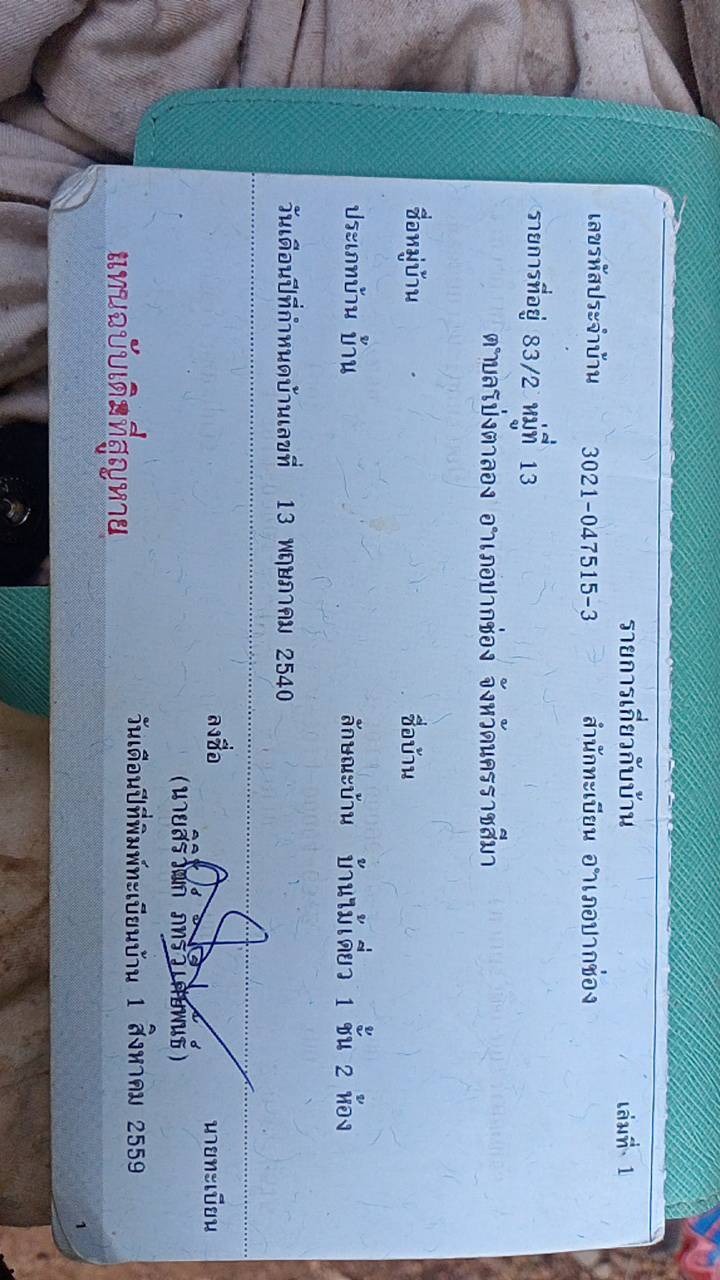 รายการเกี่ยวกับบ้าน เล่มที่ 1
เลขรหัสประจำบ้าน 3021-047515-3 สำนักทะเบียน อำเภอปากช่อง
รายการที่อยู่ 83/2 หมู่ที่ 13
ตำบลโป่งตาลอง อำเภอปากช่อง จังหวัดนครราชสีมา
ชื่อหมู่บ้าน ชื่อบ้าน
ประเภทบ้าน บ้าน ลักษณะบ้าน บ้านไม้เดี่ยว 1 ชั้น 2 ห้อง
วันเดือนปีที่กำหนดบ้านเลขที่ 13 พฤษภาคม 2540
ลงชื่อ นายทะเบียน
วันเดือนปีที่พิมพ์ทะเบียนบ้าน 1 สิงหาคม 2559
แทนฉบับเดิมที่สูญหาย
1